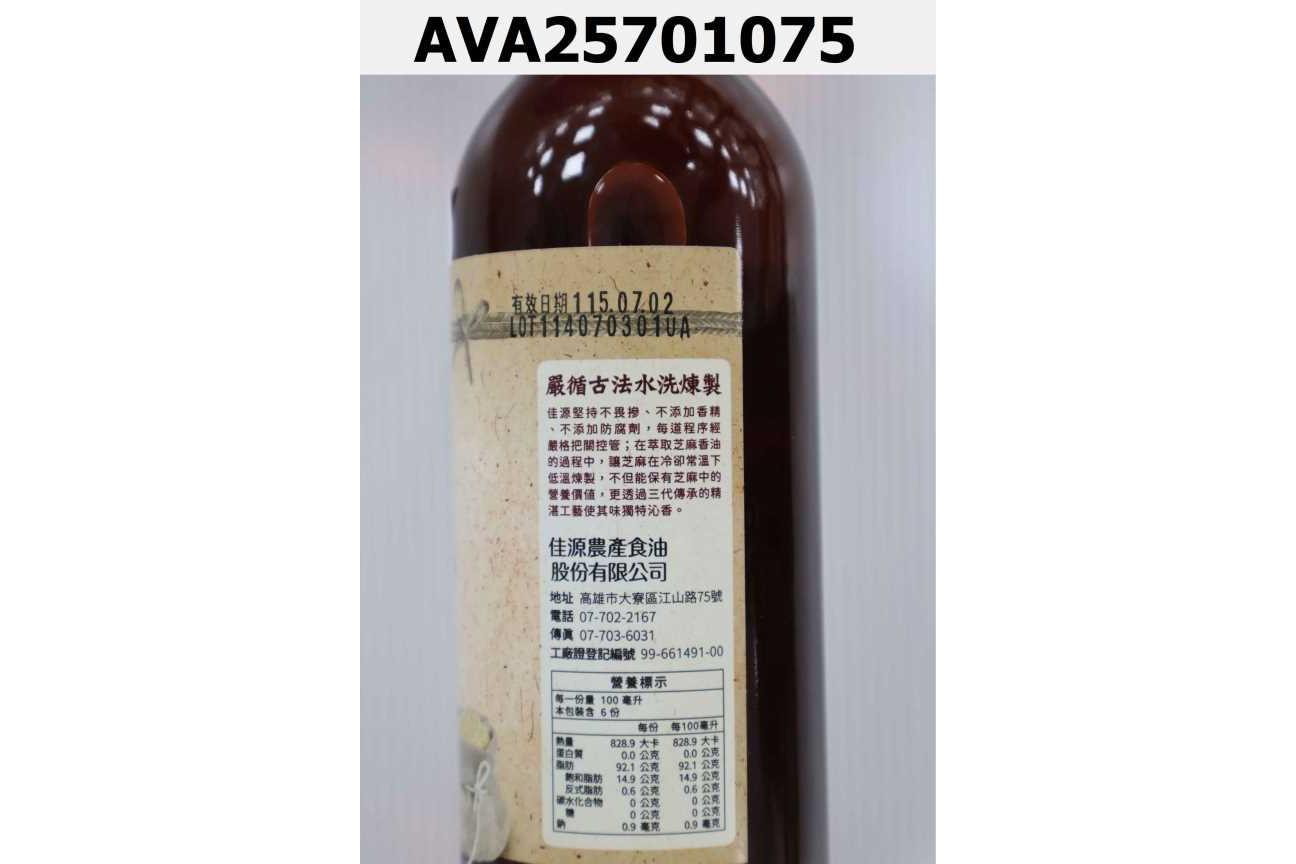 AVA25701075
有效日期115.07.02
LOT114070301UA
嚴循古法水洗煉製
佳源堅持不畏摻、不添加香精
、不添加防腐劑，每道程序經
嚴格把關控管；在萃取芝麻香油
的過程中，讓芝麻在冷卻常溫下
低溫煉製，不但能保有芝麻中的
營養價值，更透過三代傳承的精
湛工藝使其味獨特沁香。
佳源農產食油
股份有限公司
地址 高雄市大寮區江山路75號
電話 07-702-2167
傳真 07-703-6031
工廠證登記編號 99-661491-00
營養標示
每一份量 100 毫升
本包裝含 6 份
每份 每100毫升
熱量 828.9 大卡 828.9 大卡
蛋白質 0.0 公克 0.0 公克
脂肪 92.1 公克 92.1 公克
飽和脂肪 14.9 公克 14.9 公克
反式脂肪 0.6 公克 0.6 公克
碳水化合物 0 公克 0 公克
糖 0 公克 0 公克
鈉 0.9 毫克 0.9 毫克